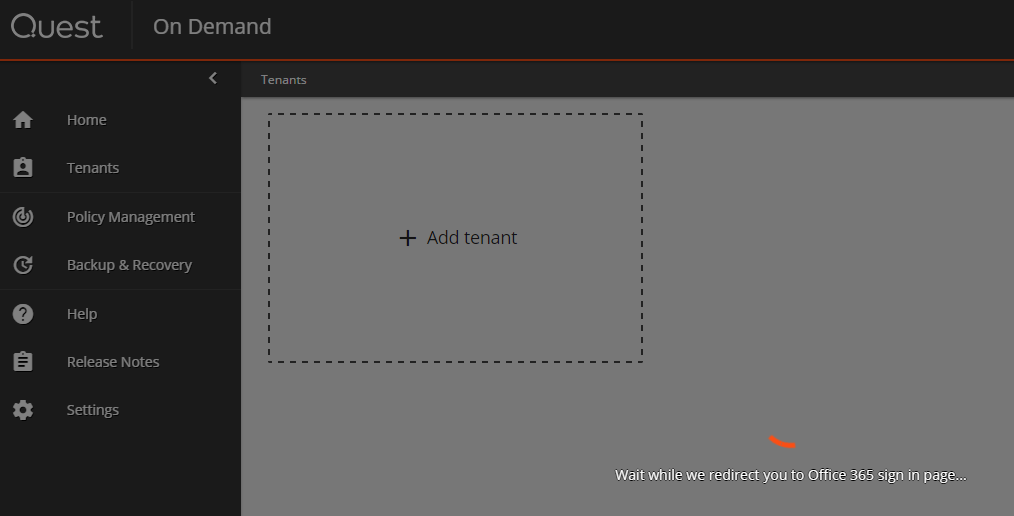 Quest On Demand
Tenants
Home
Tenants
Policy Management
Backup & Recovery
Help
Release Notes
Settings
+ Add tenant
Wait while we redirect you to Office 365 sign in page...